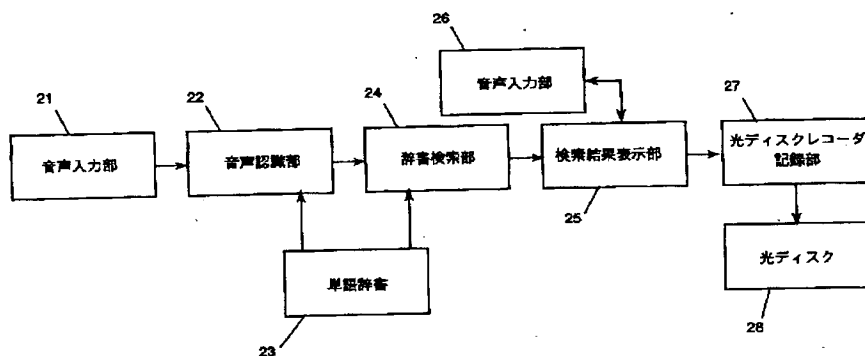 26
音声入力部
21
22
24
27
音声入力部
音声認識部
辞書検索部
検索結果表示部
光ディスクレコーダ
記録部
25
単語辞書
23
光ディスク
28